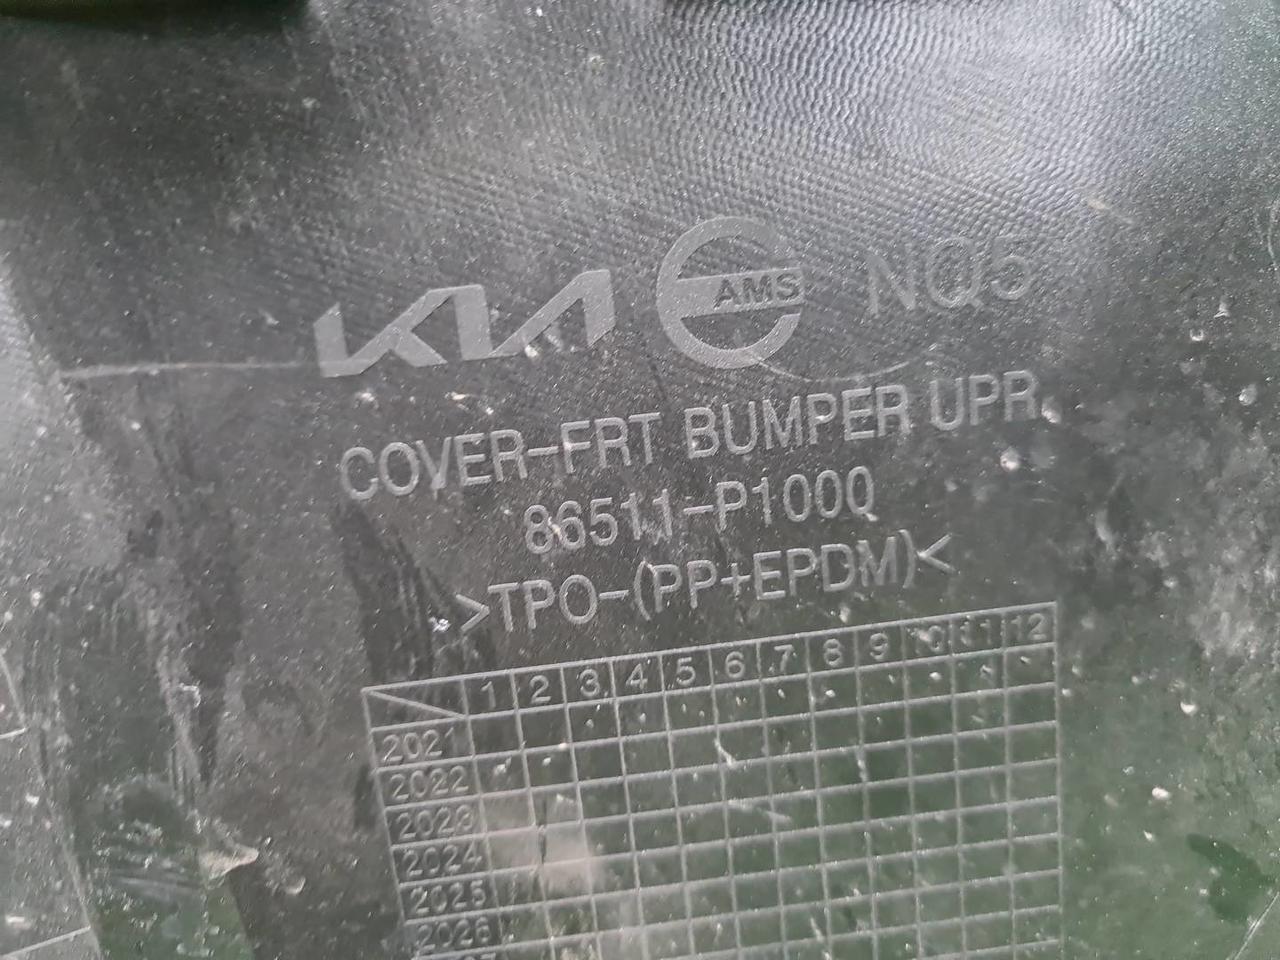 KIA EAMS NQ5
COVER-FRT BUMPER UPR
86511-P1000
>TPO-(PP+EPDM)<
1 2 3 4 5 6 7 8 9 10 11 12
2021
2022
2023
2024
2025
2026